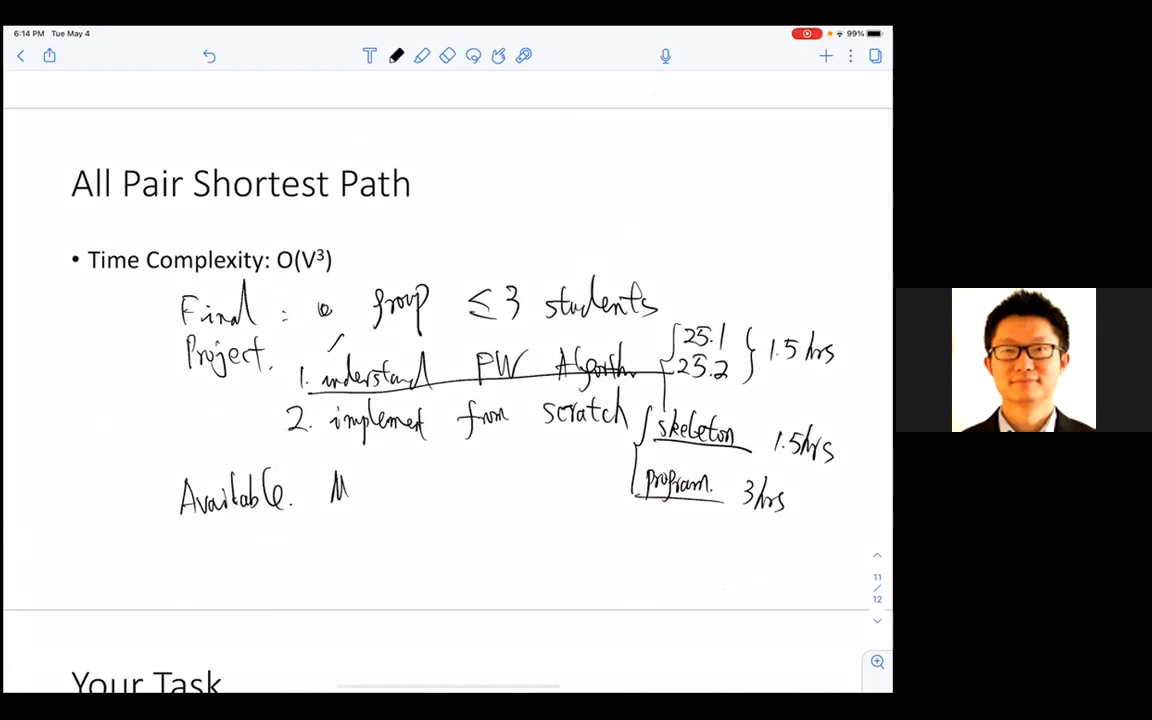 6:14 PM Tue May 4
99%
All Pair Shortest Path
• Time Complexity: O(V³)
Final : group ≤ 3 students
Project.
1. understand FW Algorithm { 25.1 25.2 } 1.5 hrs
2. implement from scratch { skeleton 1.5hrs
program. 3hrs
Available. M
11
/
12
Your Task